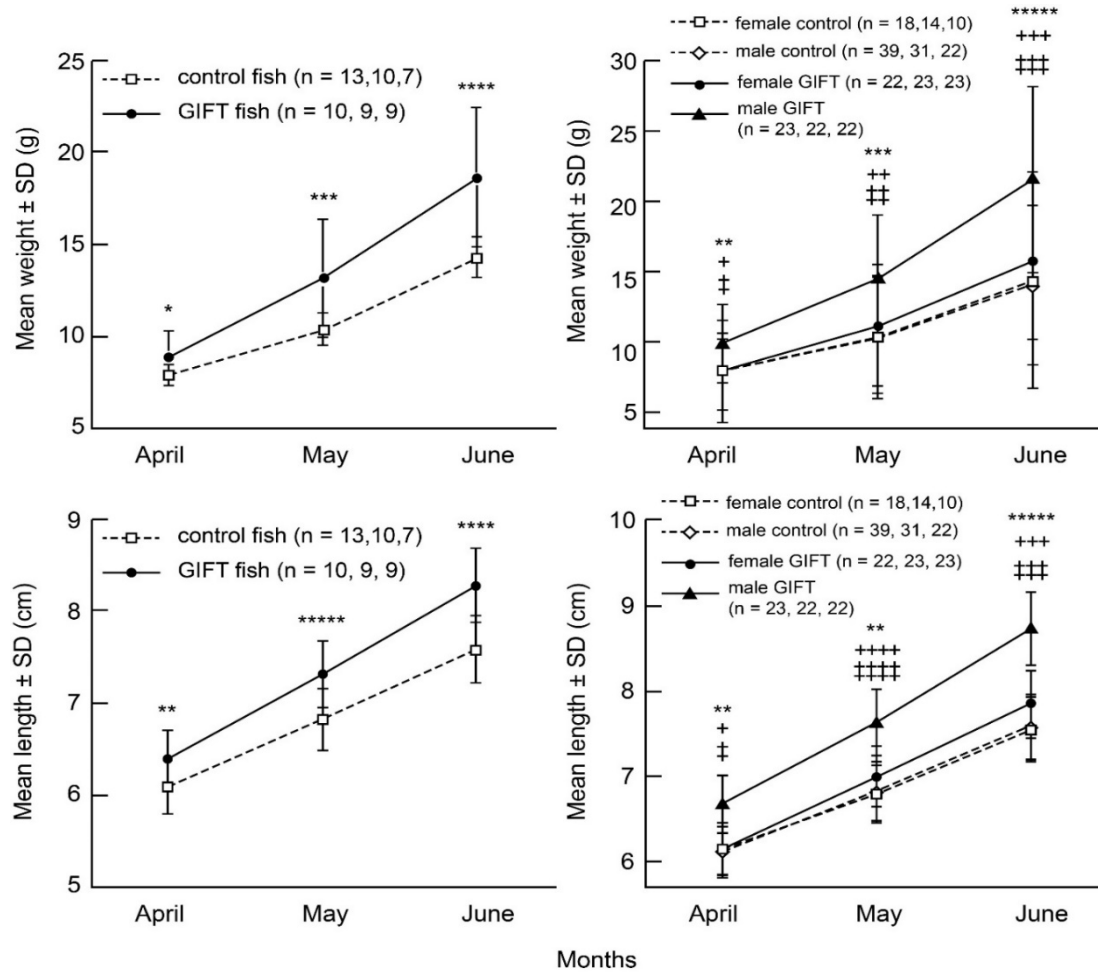 25
20
15
10
5
Mean weight ± SD (g)
control fish (n = 13,10,7)
GIFT fish (n = 10, 9, 9)
*
***
****
April May June
30
25
20
15
10
5
Mean weight ± SD (g)
female control (n = 18,14,10)
male control (n = 39, 31, 22)
female GIFT (n = 22, 23, 23)
male GIFT
(n = 23, 22, 22)
**
+
‡
***
++
‡‡
*****
+++
‡‡‡
April May June
9
8
7
6
5
Mean length ± SD (cm)
control fish (n = 13,10,7)
GIFT fish (n = 10, 9, 9)
**
*****
****
April May June
10
9
8
7
6
Mean length ± SD (cm)
female control (n = 18,14,10)
male control (n = 39, 31, 22)
female GIFT (n = 22, 23, 23)
male GIFT
(n = 23, 22, 22)
**
+
‡
**
++++
‡‡‡‡
*****
+++
‡‡‡
April May June
Months